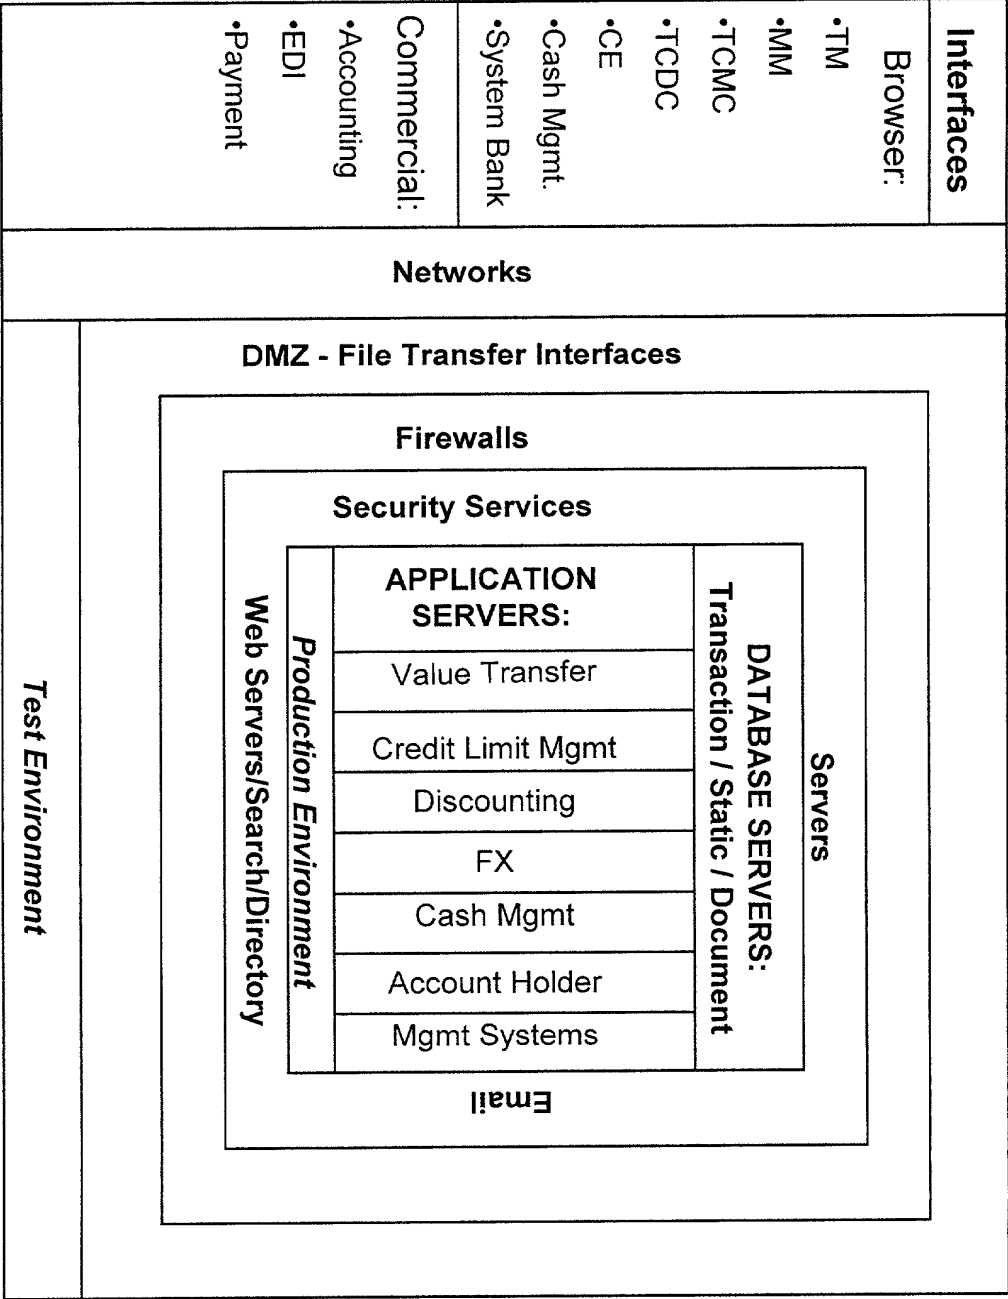 Interfaces
Browser:
•TM
•MM
•TCMC
•TCDC
•CE
•Cash Mgmt.
•System Bank
Commercial:
•Accounting
•EDI
•Payment
Networks
DMZ - File Transfer Interfaces
Firewalls
Security Services
APPLICATION
SERVERS:
Value Transfer
Credit Limit Mgmt
Discounting
FX
Cash Mgmt
Account Holder
Mgmt Systems
Servers
DATABASE SERVERS:
Transaction / Static / Document
Production Environment
Web Servers/Search/Directory
Email
Test Environment